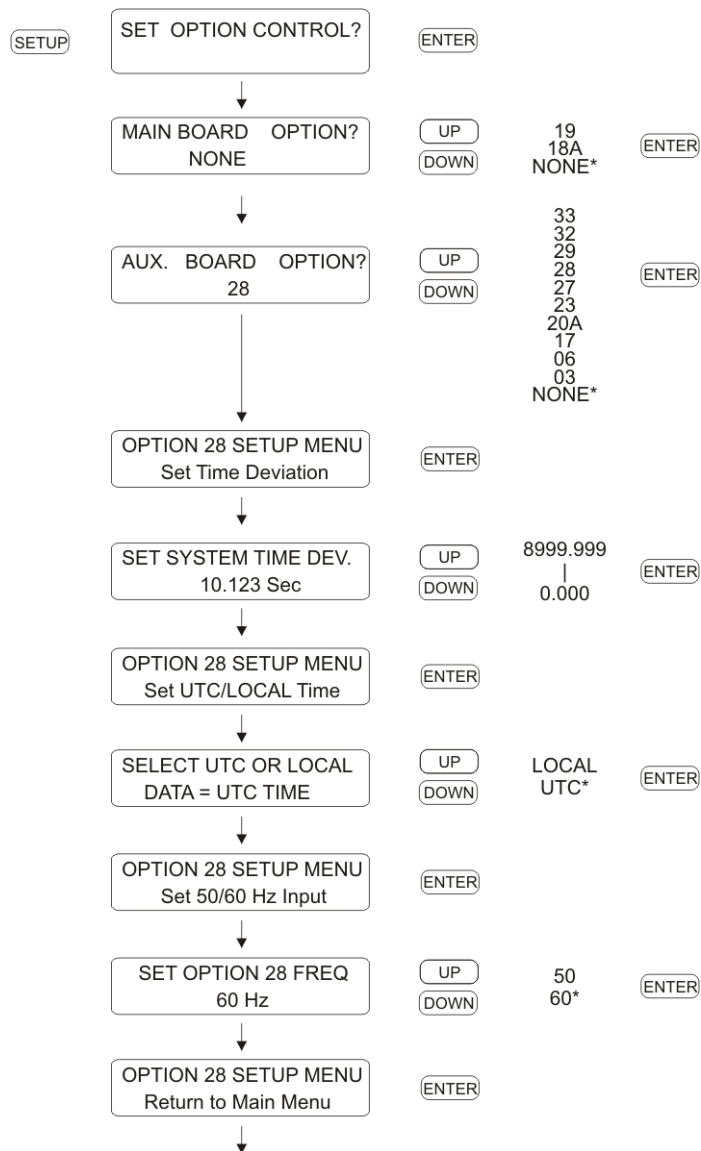 SETUP
SET OPTION CONTROL?
ENTER
MAIN BOARD OPTION?
NONE
UP
DOWN
19
18A
NONE*
ENTER
AUX. BOARD OPTION?
28
UP
DOWN
33
32
29
28
27
23
20A
17
06
03
NONE*
ENTER
OPTION 28 SETUP MENU
Set Time Deviation
ENTER
SET SYSTEM TIME DEV.
10.123 Sec
UP
DOWN
8999.999
|
0.000
ENTER
OPTION 28 SETUP MENU
Set UTC/LOCAL Time
ENTER
SELECT UTC OR LOCAL
DATA = UTC TIME
UP
DOWN
LOCAL
UTC*
ENTER
OPTION 28 SETUP MENU
Set 50/60 Hz Input
ENTER
SET OPTION 28 FREQ
60 Hz
UP
DOWN
50
60*
ENTER
OPTION 28 SETUP MENU
Return to Main Menu
ENTER